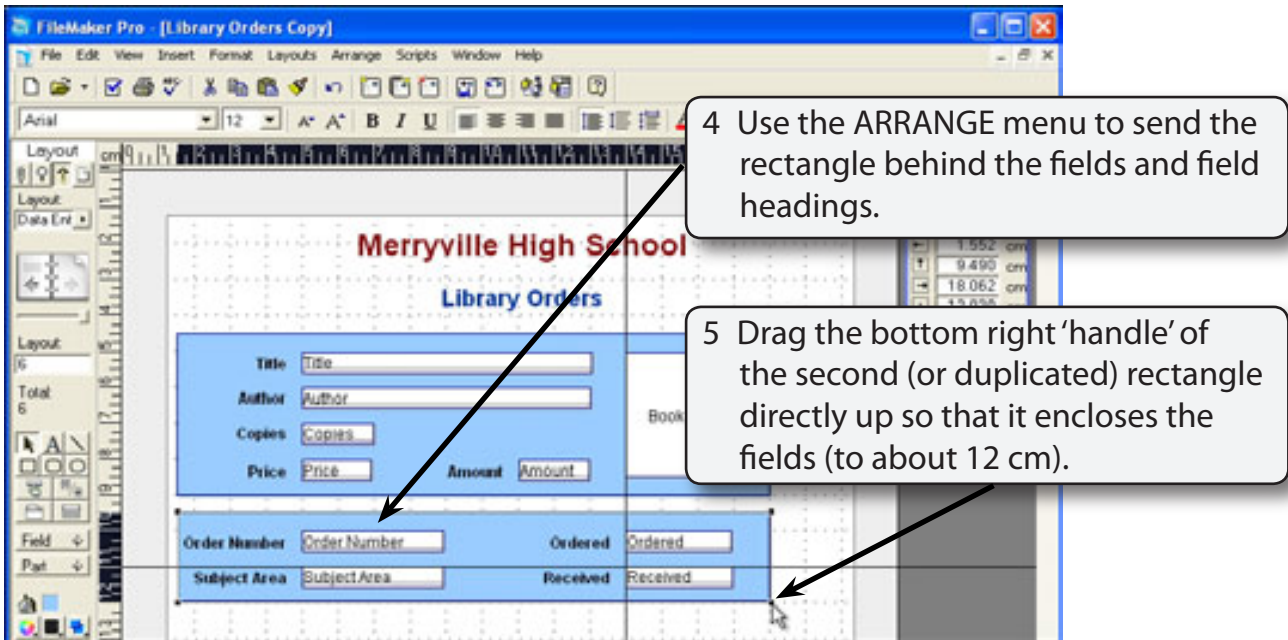 FileMaker Pro - [Library Orders Copy]
File Edit View Insert Format Layouts Arrange Scripts Window Help
Arial 12 B I U
4 Use the ARRANGE menu to send the
rectangle behind the fields and field
headings.
Layout
cm
Layout:
Data Ent
Merryville High School
1.552 cm
9.490 cm
18.062 cm
Library Orders
5 Drag the bottom right ‘handle’ of
the second (or duplicated) rectangle
directly up so that it encloses the
fields (to about 12 cm).
Layout:
6
Total:
6
Title Title
Author Author
Copies Copies
Book
Price Price Amount Amount
Field
Part
Order Number Order Number Ordered Ordered
Subject Area Subject Area Received Received